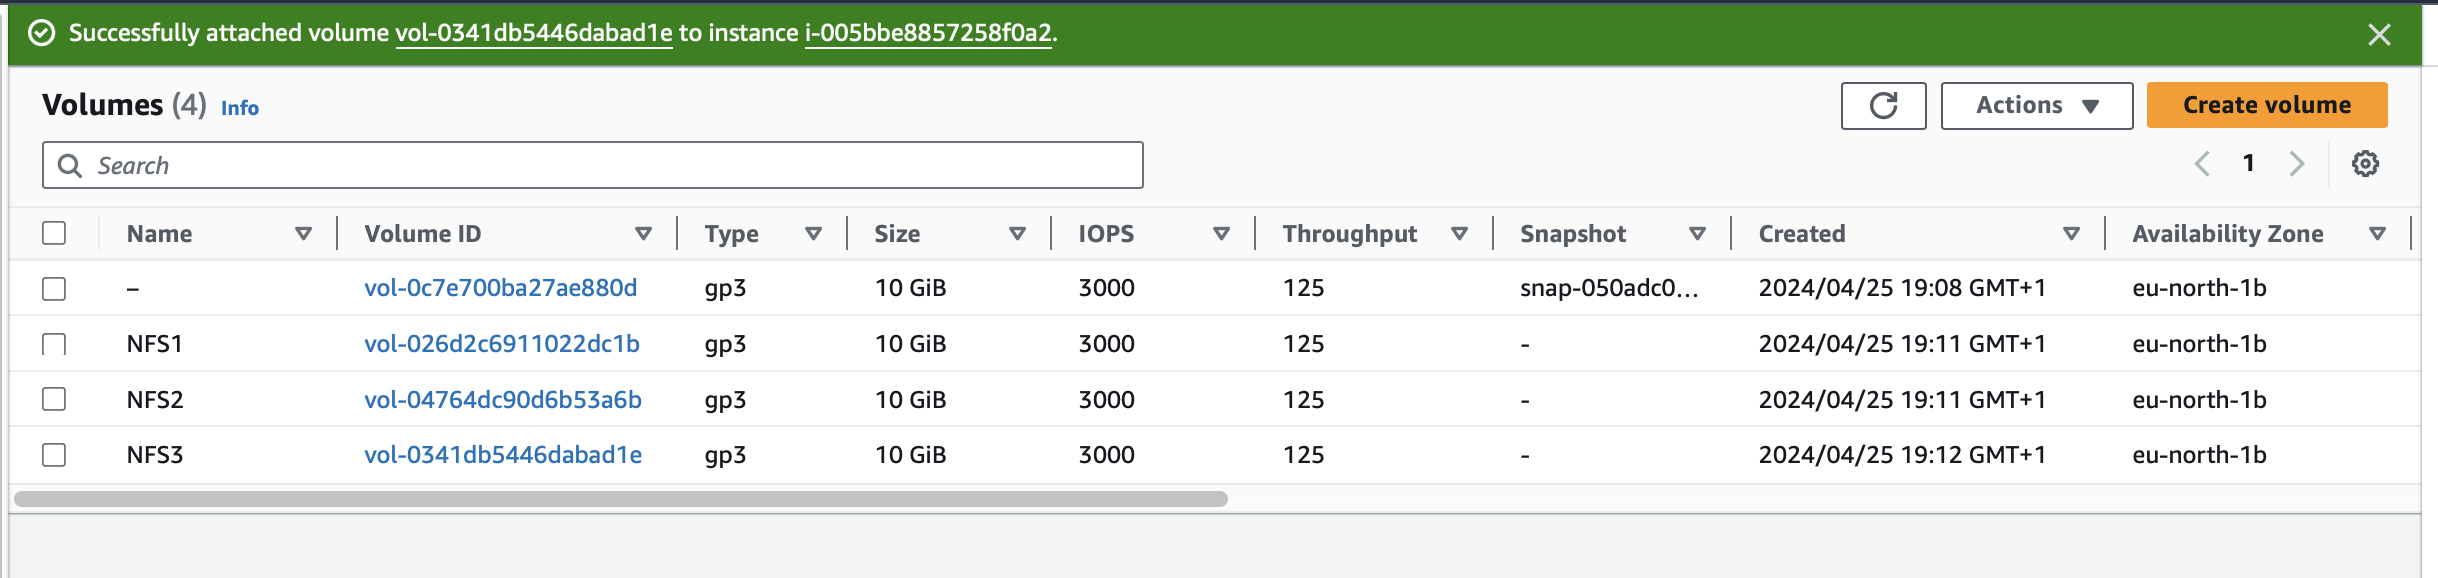 Successfully attached volume vol-0341db5446dabad1e to instance i-005bbe8857258f0a2.
Volumes (4) Info
Actions
Create volume
Search
1
Name Volume ID Type Size IOPS Throughput Snapshot Created Availability Zone
– vol-0c7e700ba27ae880d gp3 10 GiB 3000 125 snap-050adc0... 2024/04/25 19:08 GMT+1 eu-north-1b
NFS1 vol-026d2c6911022dc1b gp3 10 GiB 3000 125 - 2024/04/25 19:11 GMT+1 eu-north-1b
NFS2 vol-04764dc90d6b53a6b gp3 10 GiB 3000 125 - 2024/04/25 19:11 GMT+1 eu-north-1b
NFS3 vol-0341db5446dabad1e gp3 10 GiB 3000 125 - 2024/04/25 19:12 GMT+1 eu-north-1b